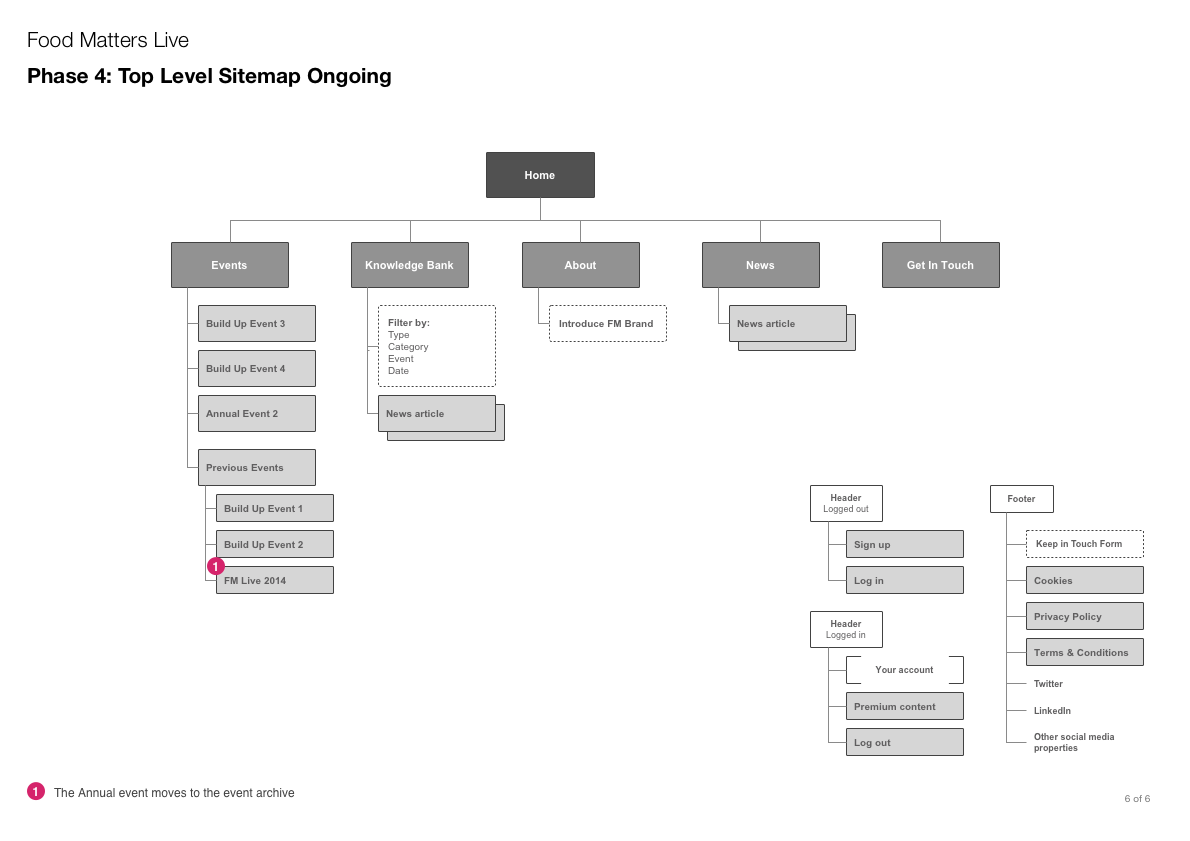 Food Matters Live
Phase 4: Top Level Sitemap Ongoing
Home
Events
Knowledge Bank
About
News
Get In Touch
Build Up Event 3
Build Up Event 4
Annual Event 2
Previous Events
Build Up Event 1
Build Up Event 2
1
FM Live 2014
Filter by:
Type
Category
Event
Date
News article
Introduce FM Brand
News article
Header
Logged out
Sign up
Log in
Header
Logged in
Your account
Premium content
Log out
Footer
Keep in Touch Form
Cookies
Privacy Policy
Terms & Conditions
Twitter
LinkedIn
Other social media
properties
1 The Annual event moves to the event archive
6 of 6